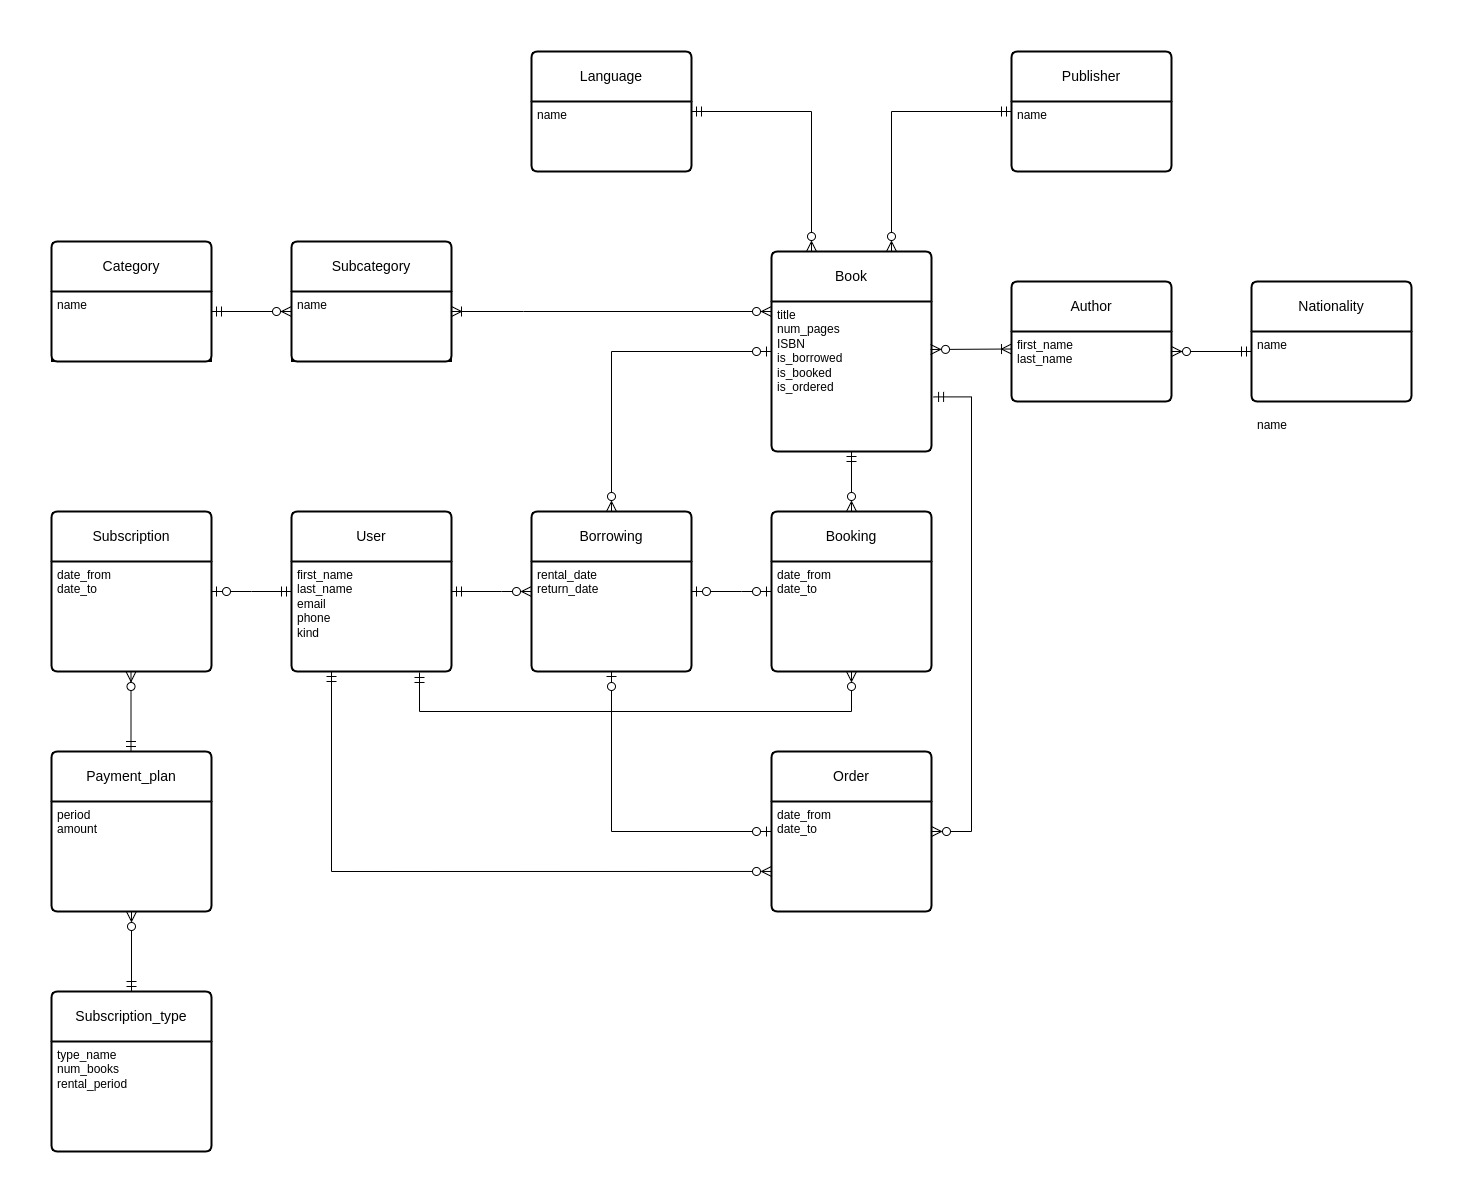 Language
name
Publisher
name
Category
name
Subcategory
name
Book
title
num_pages
ISBN
is_borrowed
is_booked
is_ordered
Author
first_name
last_name
Nationality
name
name
Subscription
date_from
date_to
User
first_name
last_name
email
phone
kind
Borrowing
rental_date
return_date
Booking
date_from
date_to
Payment_plan
period
amount
Order
date_from
date_to
Subscription_type
type_name
num_books
rental_period